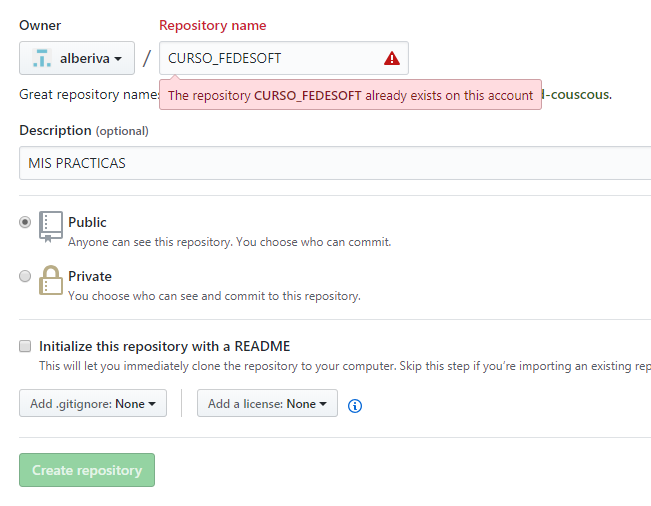 Owner
Repository name
alberiva / CURSO_FEDESOFT
The repository CURSO_FEDESOFT already exists on this account
Great repository name d-couscous.
Description (optional)
MIS PRACTICAS
Public
Anyone can see this repository. You choose who can commit.
Private
You choose who can see and commit to this repository.
Initialize this repository with a README
This will let you immediately clone the repository to your computer. Skip this step if you're importing an existing rep
Add .gitignore: None
Add a license: None
Create repository